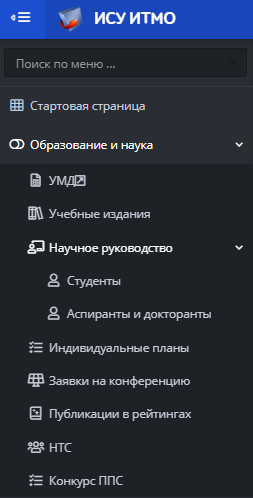 ИСУ ИТМО
Поиск по меню ...
Стартовая страница
Образование и наука
УМД
Учебные издания
Научное руководство
Студенты
Аспиранты и докторанты
Индивидуальные планы
Заявки на конференцию
Публикации в рейтингах
НТС
Конкурс ППС